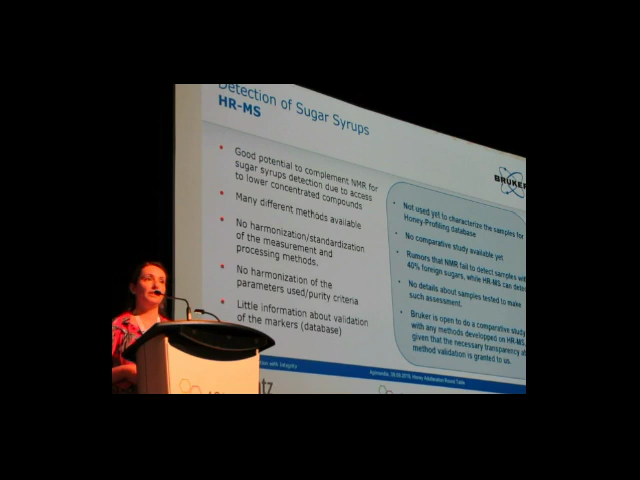 Detection of Sugar Syrups
HR-MS
BRUKER
Good potential to complement NMR for
sugar syrups detection due to access
to lower concentrated compounds
Many different methods available
No harmonization/standardization
of the measurement and
processing methods.
No harmonization of the
parameters used/purity criteria
Little information about validation
of the markers (database)
Not used yet to characterize the samples for
Honey-Profiling database
No comparative study available yet
Rumors that NMR fail to detect samples
40% foreign sugars, while HR-MS can
No details about samples tested to make
such assessment.
Bruker is open to do a comparative study
with any methods developped on HR-MS,
given that the necessary transparency
method validation is granted to us.
with Integrity
Honey Adulteration Round Table